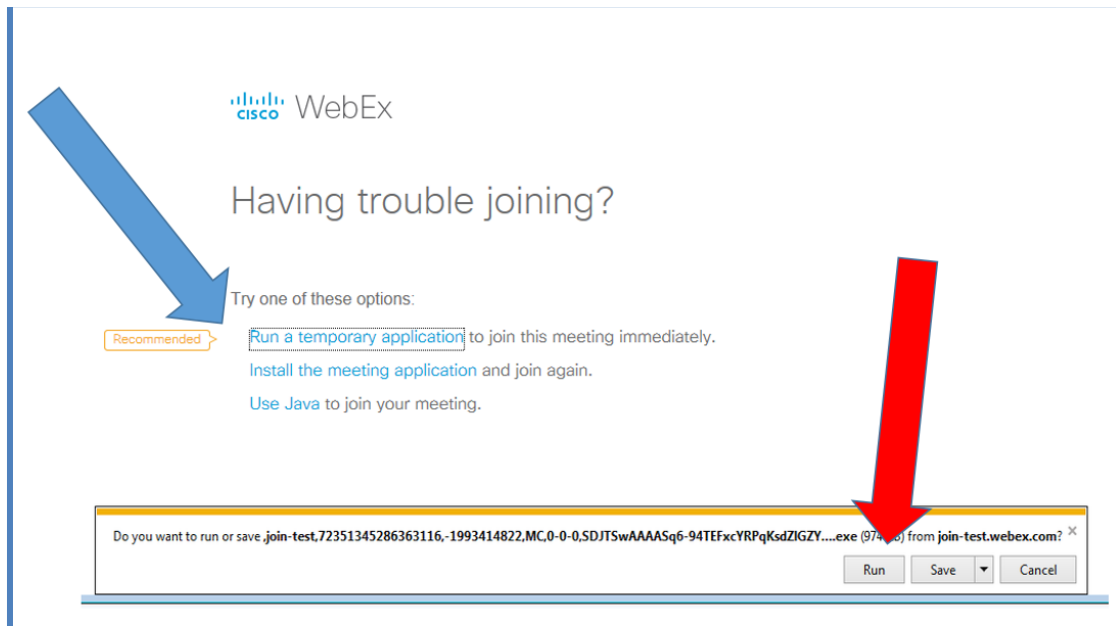 cisco WebEx
Having trouble joining?
Try one of these options:
Recommended Run a temporary application to join this meeting immediately.
Install the meeting application and join again.
Use Java to join your meeting.
Do you want to run or save ,join-test,72351345286363116,-1993414822,MC,0-0-0,SDJTSwAAAASq6-94TEFxcYRPqKsdZlGZY....exe from join-test.webex.com? ×
Run Save Cancel